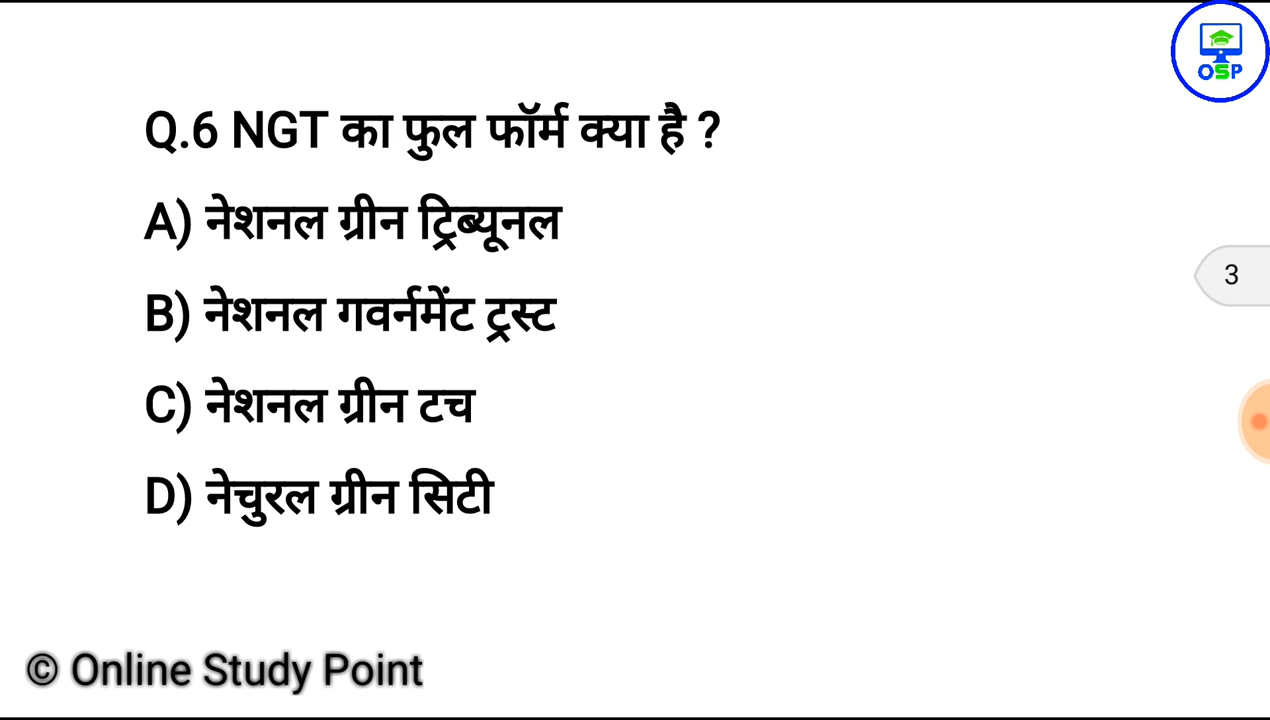 OSP
Q.6 NGT का फुल फॉर्म क्या है ?
A) नेशनल ग्रीन ट्रिब्यूनल
B) नेशनल गवर्नमेंट ट्रस्ट
3
C) नेशनल ग्रीन टच
D) नेचुरल ग्रीन सिटी
© Online Study Point